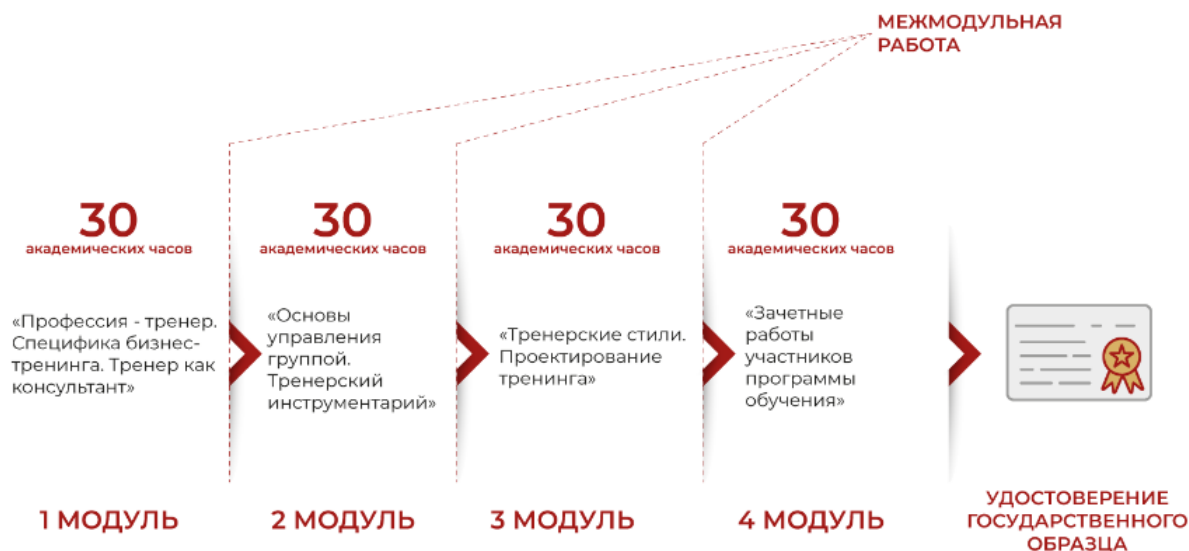 МЕЖМОДУЛЬНАЯ
РАБОТА
30
академических часов
«Профессия - тренер.
Специфика бизнес-
тренинга. Тренер как
консультант»
1 МОДУЛЬ
30
академических часов
«Основы
управления
группой.
Тренерский
инструментарий»
2 МОДУЛЬ
30
академических часов
«Тренерские стили.
Проектирование
тренинга»
3 МОДУЛЬ
30
академических часов
«Зачетные
работы
участников
программы
обучения»
4 МОДУЛЬ
УДОСТОВЕРЕНИЕ
ГОСУДАРСТВЕННОГО
ОБРАЗЦА